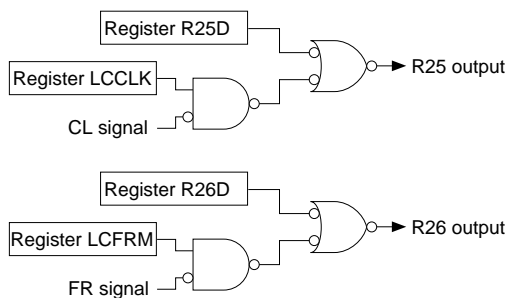 Register R25D
R25 output
Register LCCLK
CL signal
Register R26D
R26 output
Register LCFRM
FR signal